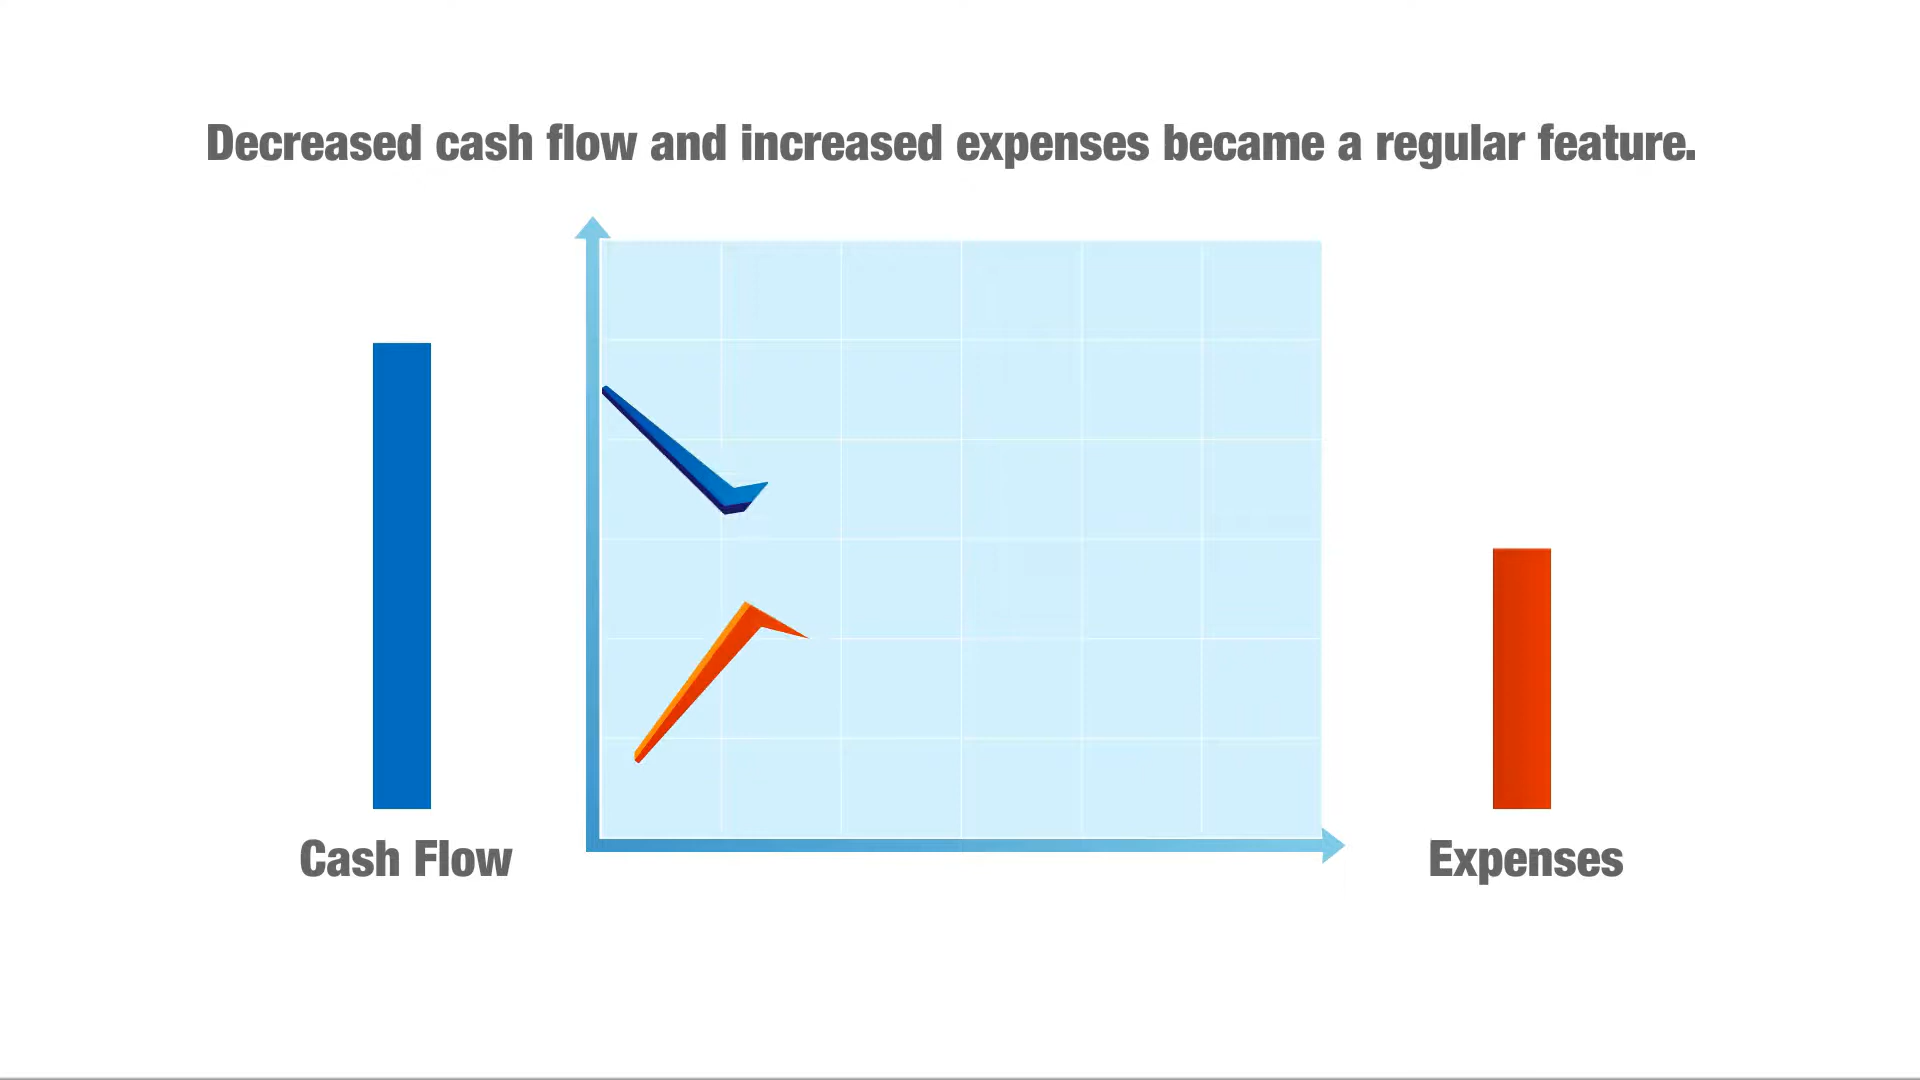 Decreased cash flow and increased expenses became a regular feature.
Cash Flow
Expenses